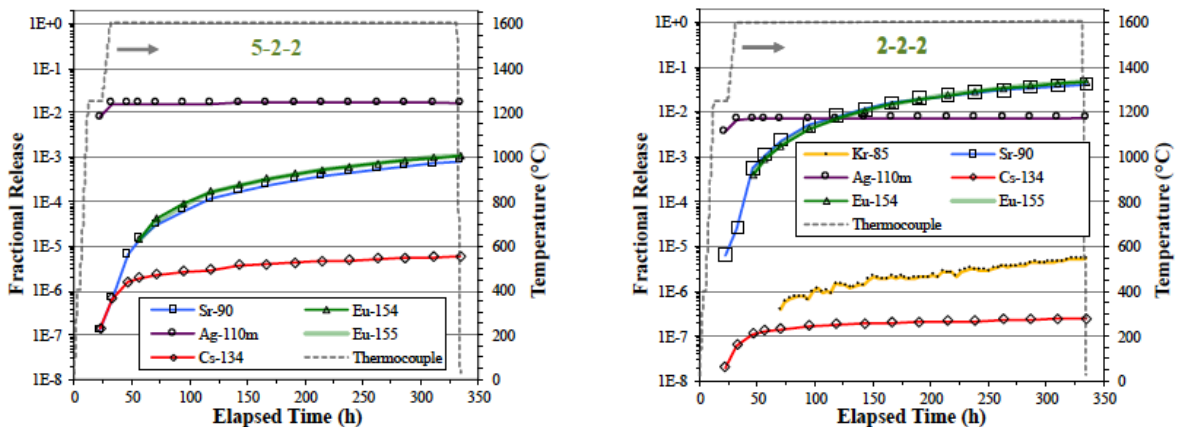 5-2-2
Fractional Release
1E+0
1E-1
1E-2
1E-3
1E-4
1E-5
1E-6
1E-7
1E-8
Temperature (°C)
1600
1400
1200
1000
800
600
400
200
0
Sr-90
Eu-154
Ag-110m
Eu-155
Cs-134
Thermocouple
0 25 50 100 150 200 250 300 350
Elapsed Time (h)
2-2-2
Fractional Release
1E+0
1E-1
1E-2
1E-3
1E-4
1E-5
1E-6
1E-7
1E-8
Temperature (°C)
1600
1400
1200
1000
800
600
400
200
0
Kr-85
Sr-90
Ag-110m
Cs-134
Eu-154
Eu-155
Thermocouple
0 25 50 100 150 200 250 300 350
Elapsed Time (h)